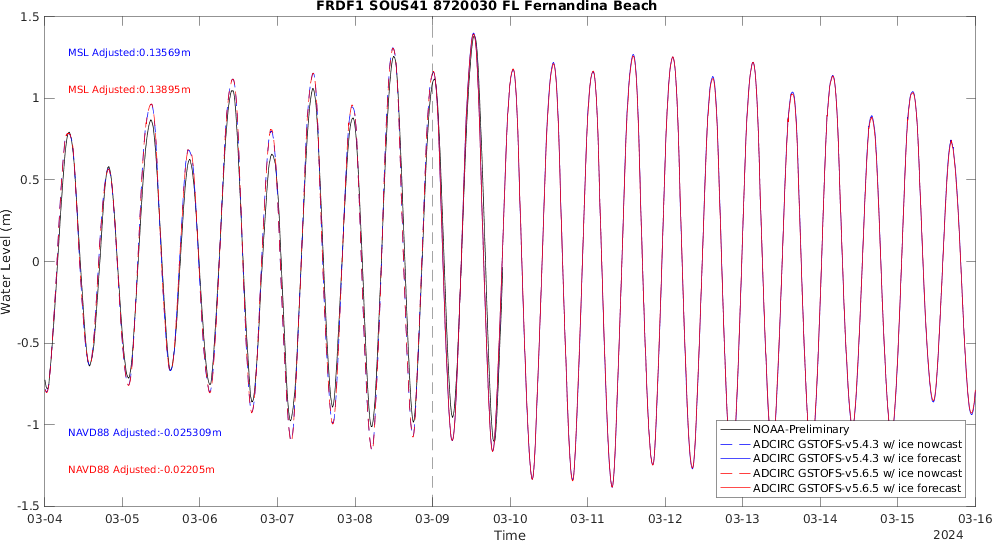 FRDF1 SOUS41 8720030 FL Fernandina Beach
1.5
1
0.5
0
-0.5
-1
-1.5
Water Level (m)
MSL Adjusted:0.13569m
MSL Adjusted:0.13895m
NAVD88 Adjusted:-0.025309m
NAVD88 Adjusted:-0.02205m
NOAA-Preliminary
ADCIRC GSTOFS-v5.4.3 w/ ice nowcast
ADCIRC GSTOFS-v5.4.3 w/ ice forecast
ADCIRC GSTOFS-v5.6.5 w/ ice nowcast
ADCIRC GSTOFS-v5.6.5 w/ ice forecast
03-04 03-05 03-06 03-07 03-08 03-09 03-10 03-11 03-12 03-13 03-14 03-15 03-16
Time
2024